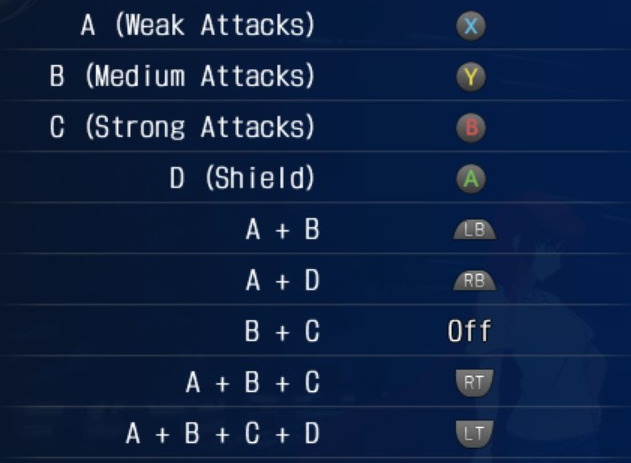 A (Weak Attacks) X
B (Medium Attacks) Y
C (Strong Attacks) B
D (Shield) A
A + B LB
A + D RB
B + C Off
A + B + C RT
A + B + C + D LT